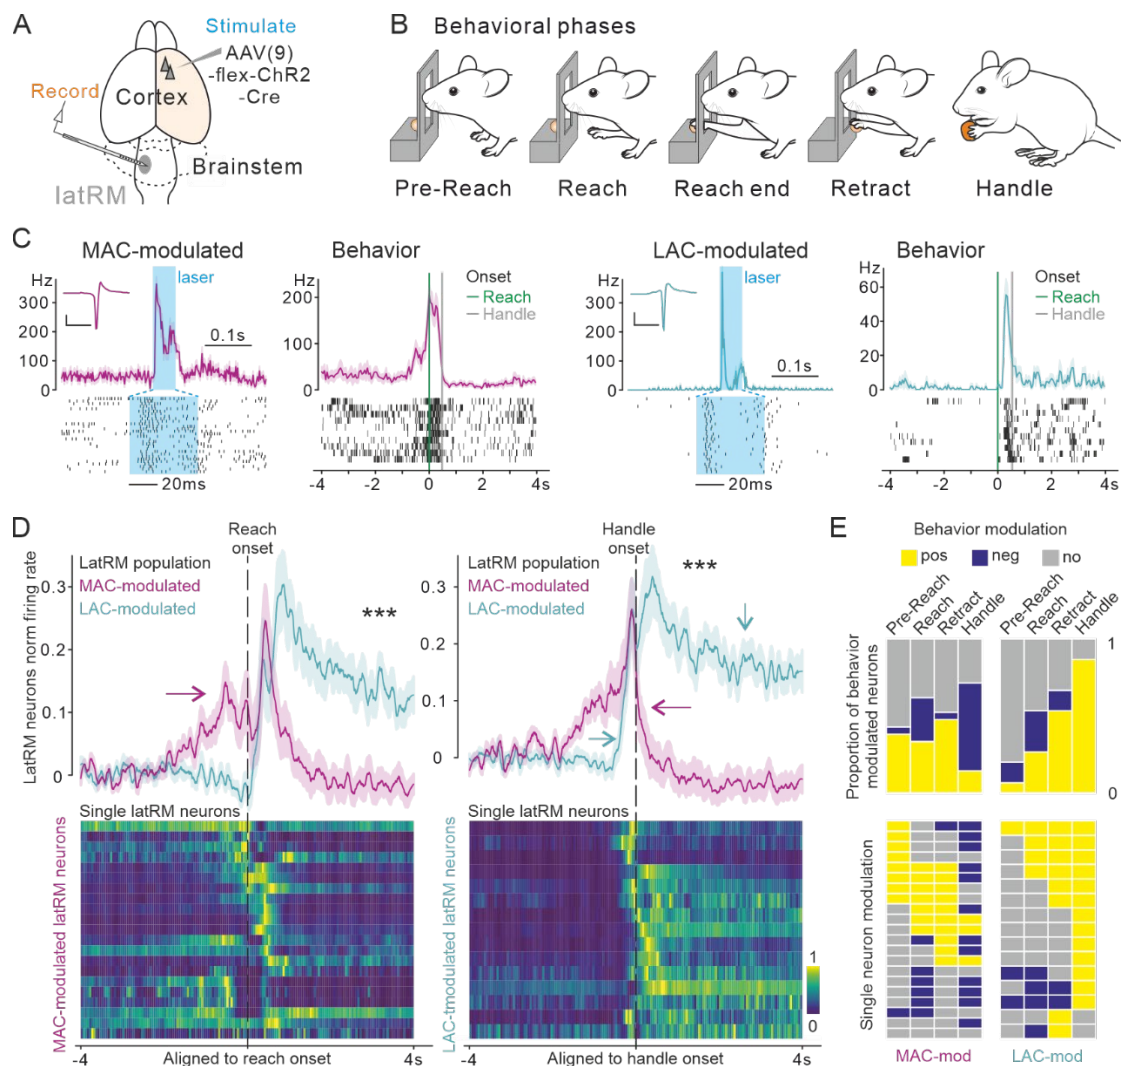 A
Stimulate
AAV(9)
-flex-ChR2
-Cre
Record
Cortex
Brainstem
latRM
B Behavioral phases
Pre-Reach Reach Reach end Retract Handle
C
MAC-modulated
Hz
laser
300
200
100
0
0.1s
20ms
Behavior
Hz
Onset
Reach
Handle
200
100
0
-4 -2 0 2 4s
LAC-modulated
Hz
laser
300
200
100
0
0.1s
20ms
Behavior
Hz
Onset
Reach
Handle
60
40
20
0
-4 -2 0 2 4s
D
LatRM neurons norm firing rate
Reach
onset
LatRM population
MAC-modulated
LAC-modulated
***
0.3
0.2
0.1
0
Handle
onset
LatRM population
MAC-modulated
LAC-modulated
***
0.3
0.2
0.1
0
Single latRM neurons
MAC-modulated latRM neurons
-4 Aligned to reach onset 4s
Single latRM neurons
LAC-tmodulated latRM neurons
1
0
-4 Aligned to handle onset 4s
E
Behavior modulation
pos neg no
Pre-Reach
Reach
Retract
Handle
Pre-Reach
Reach
Retract
Handle
Proportion of behavior
modulated neurons
1
0
Single neuron modulation
MAC-mod LAC-mod